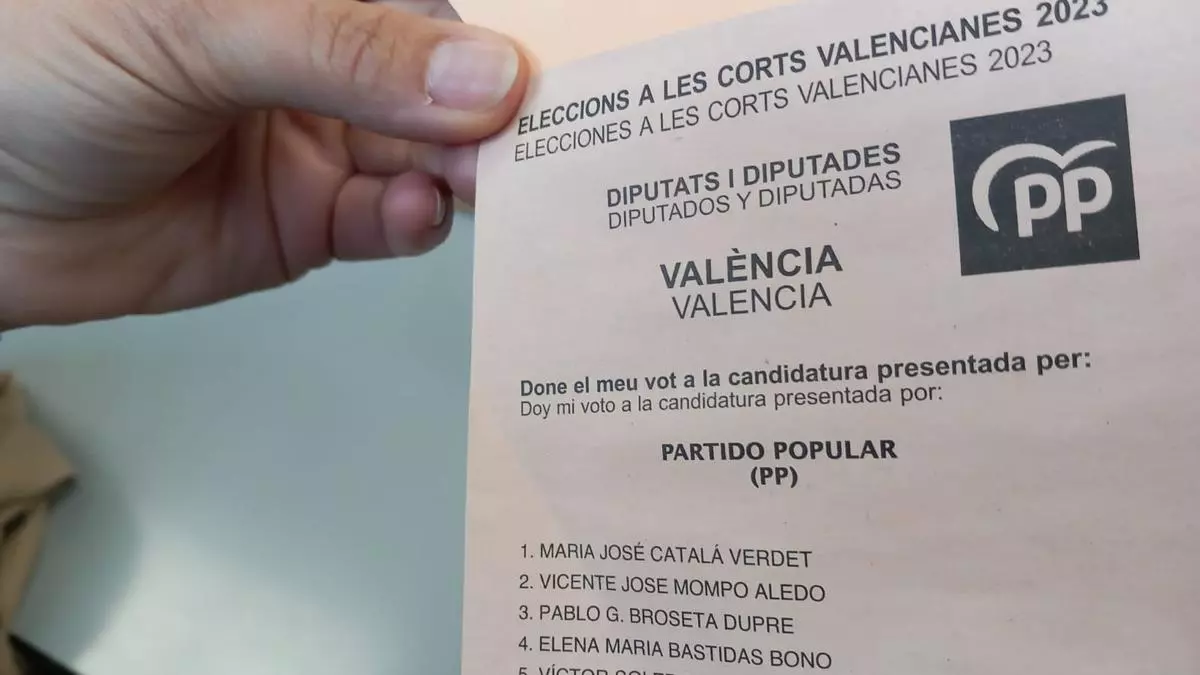 ELECCIONS A LES CORTS VALENCIANES 2023
ELECCIONES A LES CORTS VALENCIANES 2023
DIPUTATS I DIPUTADES
DIPUTADOS Y DIPUTADAS
PP
VALÈNCIA
VALENCIA
Done el meu vot a la candidatura presentada per:
Doy mi voto a la candidatura presentada por:
PARTIDO POPULAR
(PP)
1. MARIA JOSÉ CATALÁ VERDET
2. VICENTE JOSE MOMPO ALEDO
3. PABLO G. BROSETA DUPRE
4. ELENA MARIA BASTIDAS BONO
5. VÍCTOR